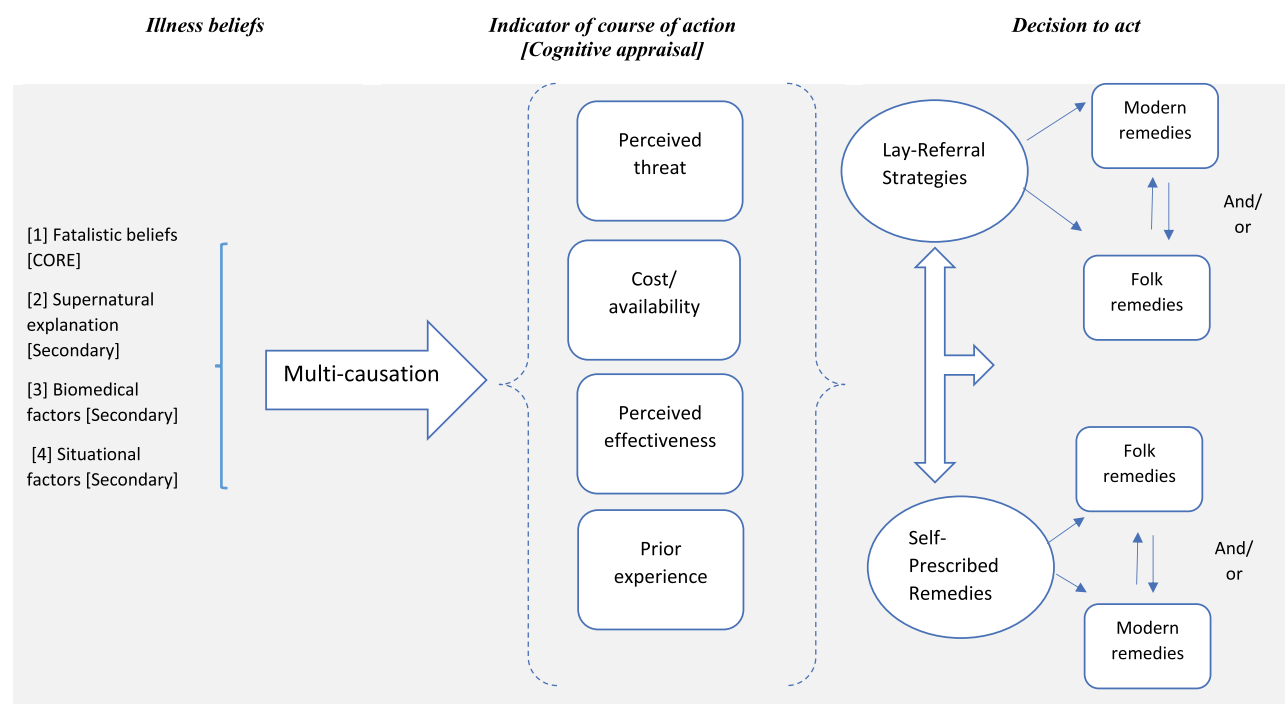 Illness beliefs
Indicator of course of action
[Cognitive appraisal]
Decision to act
[1] Fatalistic beliefs
[CORE]
[2] Supernatural
explanation
[Secondary]
[3] Biomedical
factors [Secondary]
[4] Situational
factors [Secondary]
Multi-causation
Perceived
threat
Cost/
availability
Perceived
effectiveness
Prior
experience
Lay-Referral
Strategies
Modern
remedies
And/
or
Folk
remedies
Self-
Prescribed
Remedies
Folk
remedies
And/
or
Modern
remedies